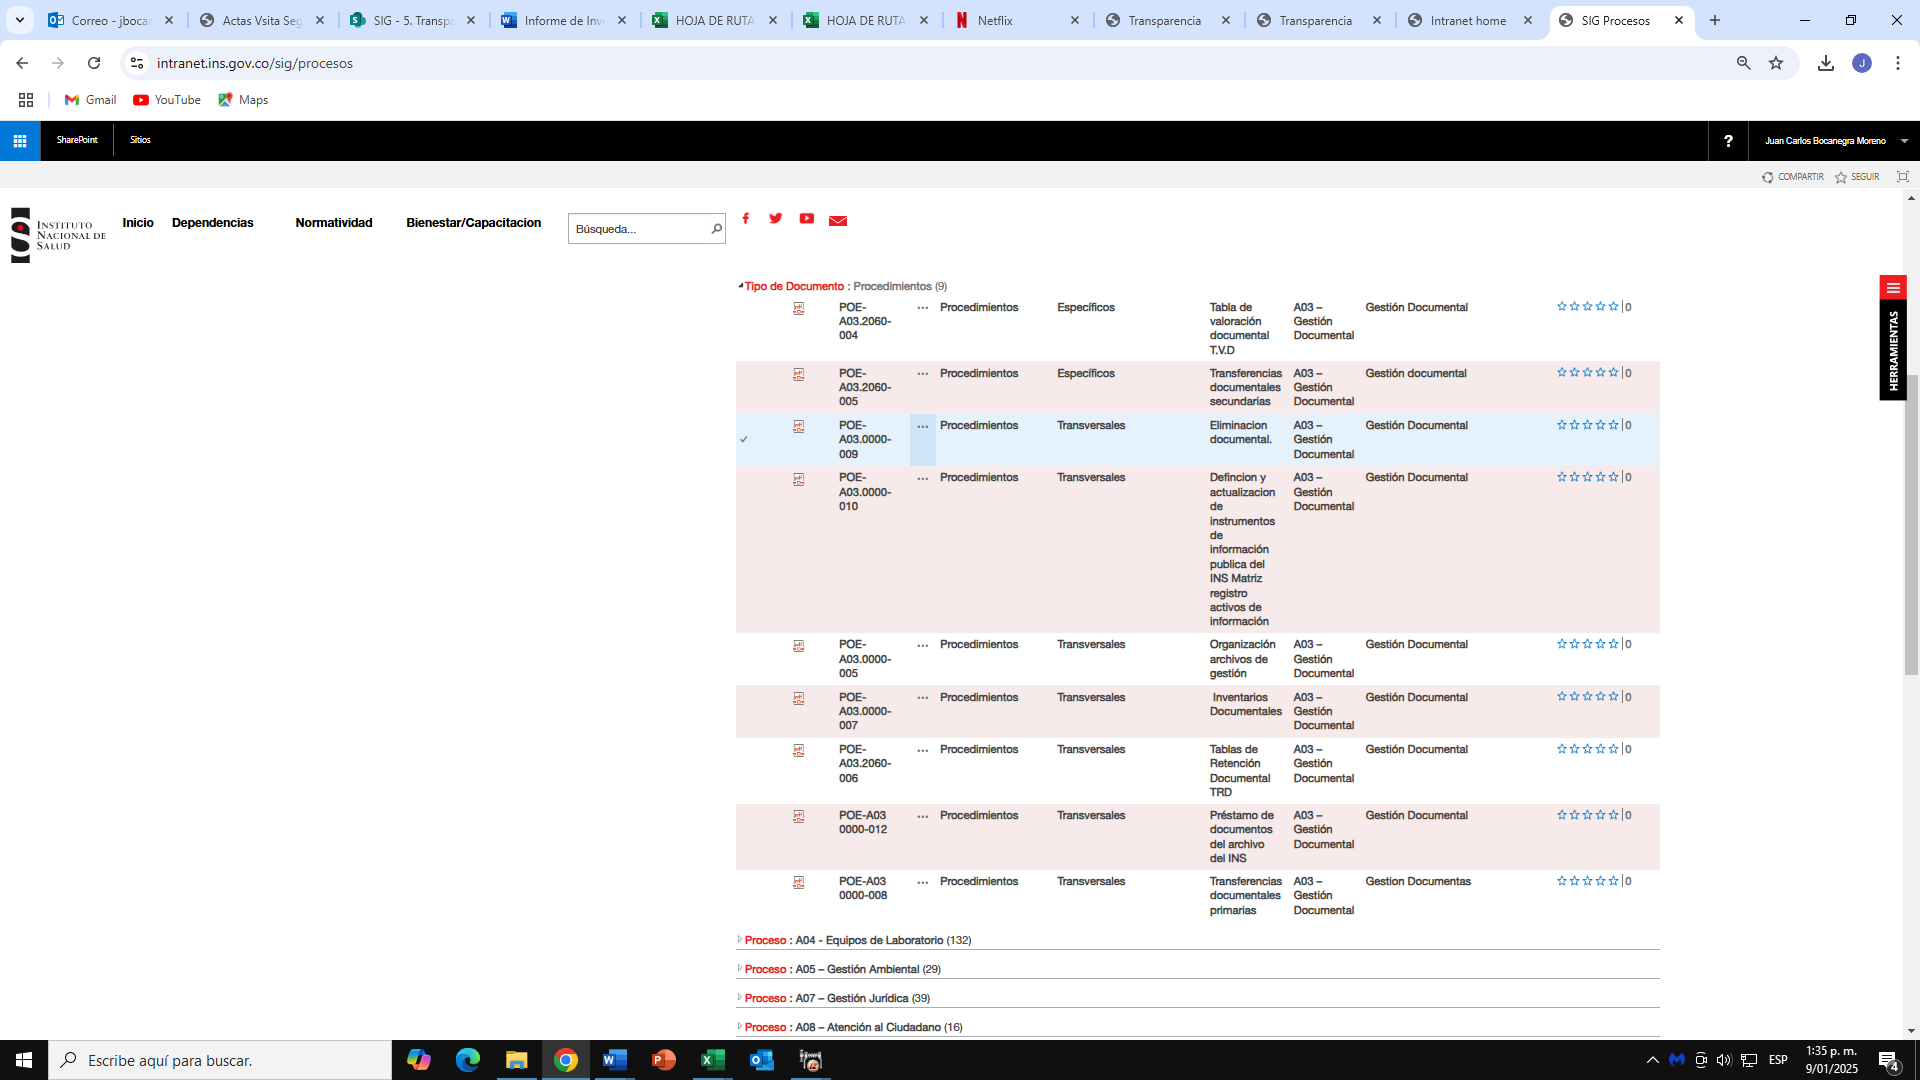 Correo - jbocar
Actas Vista Seg
SIG - 5. Transpa
Informe de Inv
HOJA DE RUTA
HOJA DE RUTA
Netflix
Transparencia
Transparencia
Intranet home
SIG Procesos
intranet.ins.gov.co/sig/procesos
J
Gmail
YouTube
Maps
SharePoint
Sitios
?
Juan Carlos Bocanegra Moreno
COMPARTIR
SEGUIR
INSTITUTO
NACIONAL DE
SALUD
Inicio
Dependencias
Normatividad
Bienestar/Capacitacion
Búsqueda...
HERRAMIENTAS
Tipo de Documento : Procedimientos (9)
POE-
A03.2060-
004
... Procedimientos
Específicos
Tabla de
valoración
documental
T.V.D
A03 –
Gestión
Documental
Gestión Documental
0
POE-
A03.2060-
005
... Procedimientos
Específicos
Transferencias
documentales
secundarias
A03 –
Gestión
Documental
Gestión documental
0
POE-
A03.0000-
009
... Procedimientos
Transversales
Eliminacion
documental.
A03 –
Gestión
Documental
Gestión Documental
0
POE-
A03.0000-
010
... Procedimientos
Transversales
Defincion y
actualizacion
de
instrumentos
de
información
publica del
INS Matriz
registro
activos de
información
A03 –
Gestión
Documental
Gestión Documental
0
POE-
A03.0000-
005
... Procedimientos
Transversales
Organización
archivos de
gestión
A03 –
Gestión
Documental
Gestión Documental
0
POE-
A03.0000-
007
... Procedimientos
Transversales
Inventarios
Documentales
A03 –
Gestión
Documental
Gestión Documental
0
POE-
A03.2060-
006
... Procedimientos
Transversales
Tablas de
Retención
Documental
TRD
A03 –
Gestión
Documental
Gestión Documental
0
POE-A03
0000-012
... Procedimientos
Transversales
Préstamo de
documentos
del archivo
del INS
A03 –
Gestión
Documental
Gestión Documental
0
POE-A03
0000-008
... Procedimientos
Transversales
Transferencias
documentales
primarias
A03 –
Gestión
Documental
Gestion Documentas
0
Proceso : A04 - Equipos de Laboratorio (132)
Proceso : A05 – Gestión Ambiental (29)
Proceso : A07 – Gestión Jurídica (39)
Proceso : A08 – Atención al Ciudadano (16)
Escribe aquí para buscar.
ESP
1:35 p. m.
9/01/2025
4